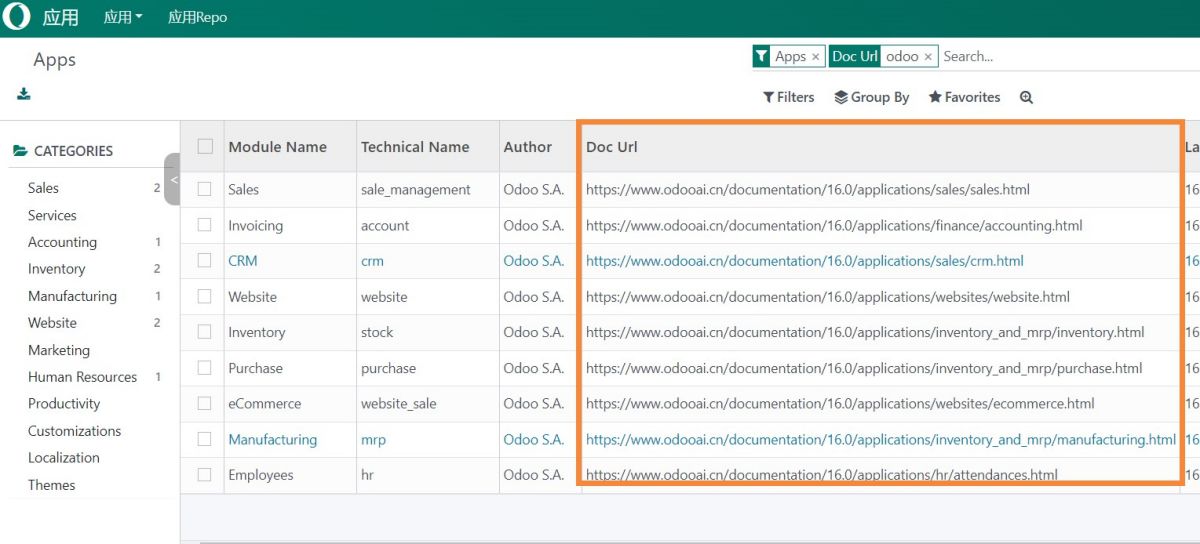 应用 应用 应用Repo
Apps
Apps × Doc Url odoo × Search...
Filters Group By Favorites
CATEGORIES
Sales 2
Services
Accounting 1
Inventory 2
Manufacturing 1
Website 2
Marketing
Human Resources 1
Productivity
Customizations
Localization
Themes
<
Module Name Technical Name Author Doc Url La
Sales sale_management Odoo S.A. https://www.odooai.cn/documentation/16.0/applications/sales/sales.html 16
Invoicing account Odoo S.A. https://www.odooai.cn/documentation/16.0/applications/finance/accounting.html 16
CRM crm Odoo S.A. https://www.odooai.cn/documentation/16.0/applications/sales/crm.html 16
Website website Odoo S.A. https://www.odooai.cn/documentation/16.0/applications/websites/website.html 16
Inventory stock Odoo S.A. https://www.odooai.cn/documentation/16.0/applications/inventory_and_mrp/inventory.html 16
Purchase purchase Odoo S.A. https://www.odooai.cn/documentation/16.0/applications/inventory_and_mrp/purchase.html 16
eCommerce website_sale Odoo S.A. https://www.odooai.cn/documentation/16.0/applications/websites/ecommerce.html 16
Manufacturing mrp Odoo S.A. https://www.odooai.cn/documentation/16.0/applications/inventory_and_mrp/manufacturing.html 16
Employees hr Odoo S.A. https://www.odooai.cn/documentation/16.0/applications/hr/attendances.html 16